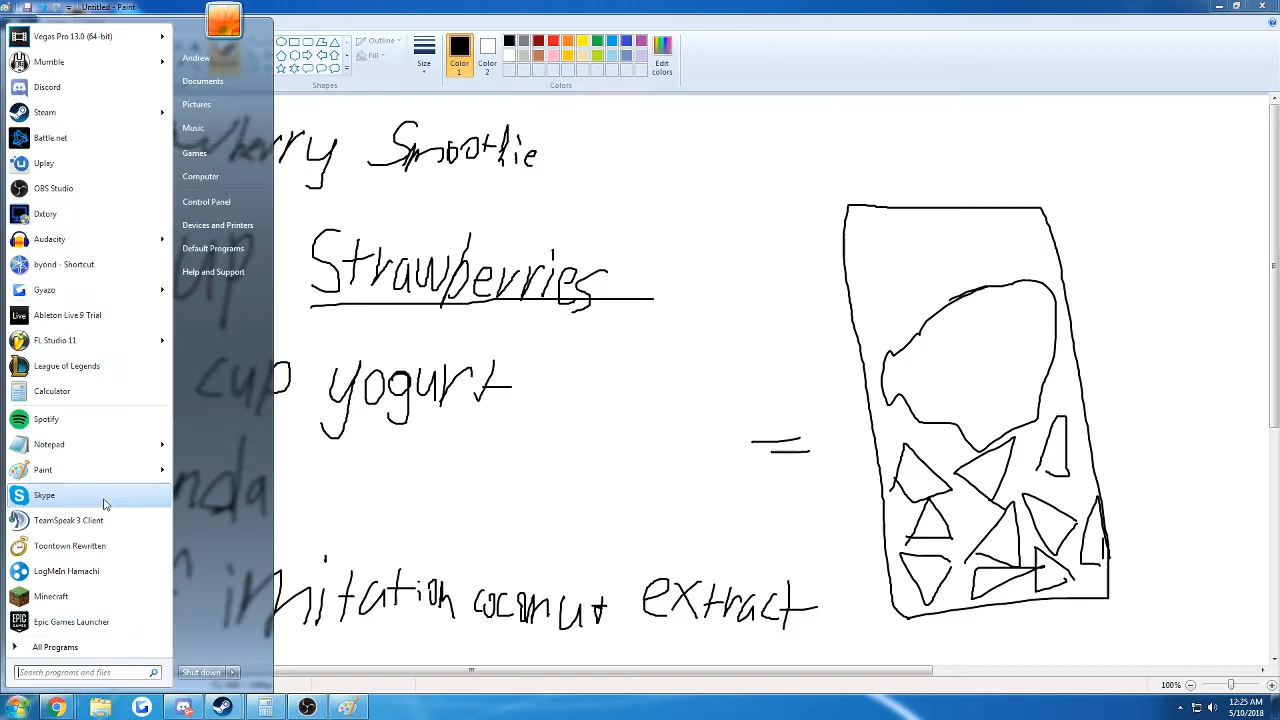 Untitled - Paint
Vegas Pro 13.0 (64-bit)
Mumble
Discord
Steam
Battle.net
Uplay
OBS Studio
Dxtory
Audacity
byond - Shortcut
Gyazo
Ableton Live 9 Trial
FL Studio 11
League of Legends
Calculator
Spotify
Notepad
Paint
Skype
TeamSpeak 3 Client
Toontown Rewritten
LogMeIn Hamachi
Minecraft
Epic Games Launcher
All Programs
Search programs and files
Andrew
Documents
Pictures
Music
Games
Computer
Control Panel
Devices and Printers
Default Programs
Help and Support
Shut down
Outline
Fill
Shapes
Size
Color 1
Color 2
Edit colors
Colors
Smoothie
Strawberries
cup yogurt
=
imitation coconut extract
100%
12:25 AM
5/10/2018